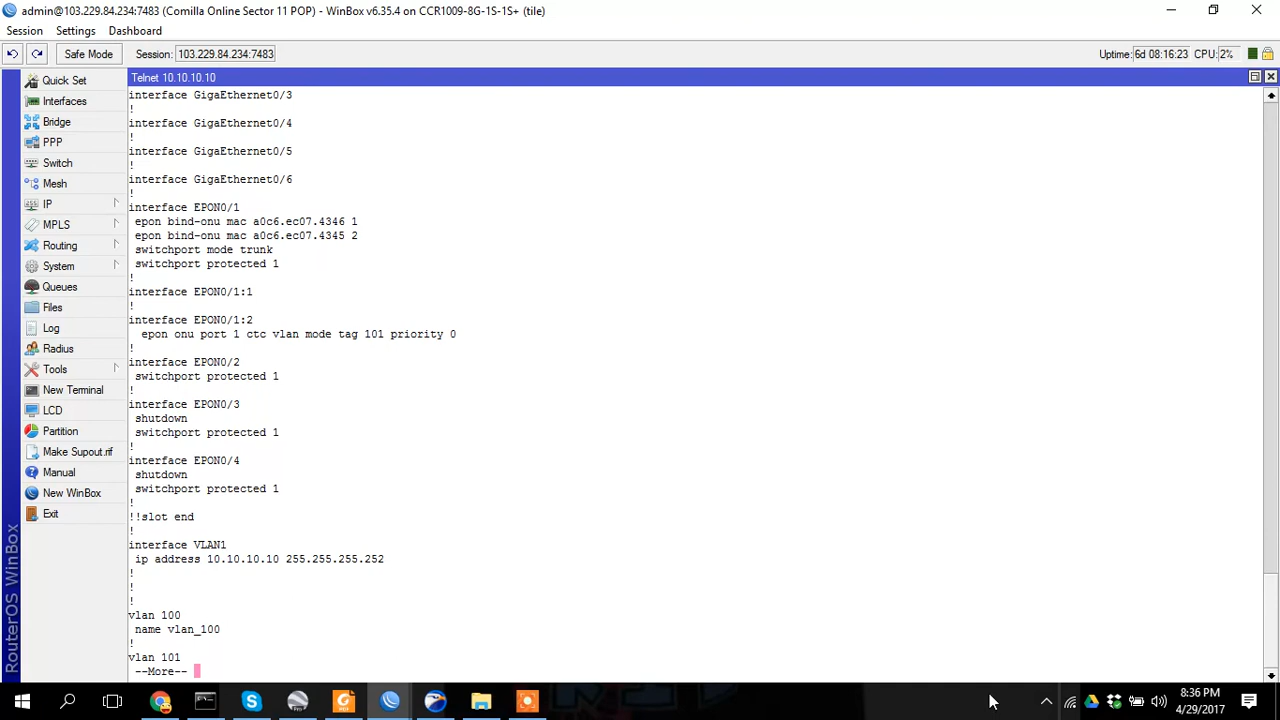 admin@103.229.84.234:7483 (Comilla Online Sector 11 POP) - WinBox v6.35.4 on CCR1009-8G-1S-1S+ (tile)
Session Settings Dashboard
Safe Mode Session: 103.229.84.234:7483 Uptime: 6d 08:16:23 CPU: 2%
Quick Set
Interfaces
Bridge
PPP
Switch
Mesh
IP
MPLS
Routing
System
Queues
Files
Log
Radius
Tools
New Terminal
LCD
Partition
Make Supout.rif
Manual
New WinBox
Exit
RouterOS WinBox
Telnet 10.10.10.10
interface GigaEthernet0/3
!
interface GigaEthernet0/4
!
interface GigaEthernet0/5
!
interface GigaEthernet0/6
!
interface EPON0/1
epon bind-onu mac a0c6.ec07.4346 1
epon bind-onu mac a0c6.ec07.4345 2
switchport mode trunk
switchport protected 1
!
interface EPON0/1:1
!
interface EPON0/1:2
epon onu port 1 ctc vlan mode tag 101 priority 0
!
interface EPON0/2
switchport protected 1
!
interface EPON0/3
shutdown
switchport protected 1
!
interface EPON0/4
shutdown
switchport protected 1
!
!!slot end
!
interface VLAN1
ip address 10.10.10.10 255.255.255.252
!
!
!
vlan 100
name vlan_100
!
vlan 101
--More--
8:36 PM
4/29/2017